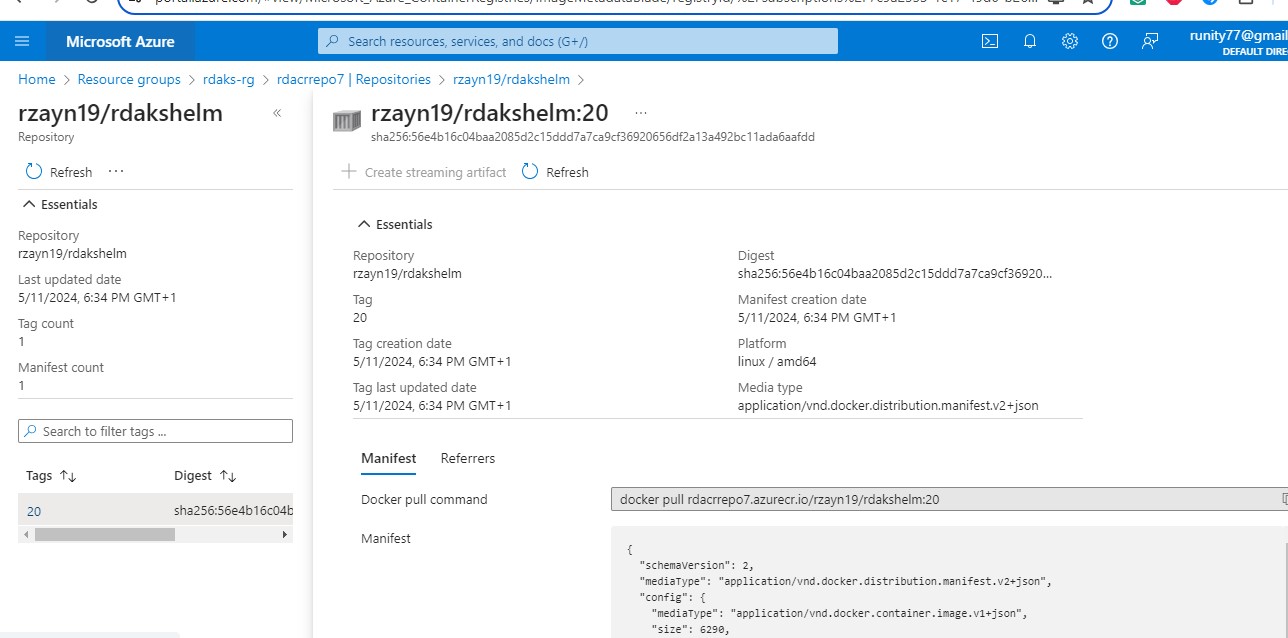 Microsoft Azure
Search resources, services, and docs (G+/)
runity77@gmail
DEFAULT DIRE
Home > Resource groups > rdaks-rg > rdacrrepo7 | Repositories > rzayn19/rdakshelm >
rzayn19/rdakshelm
Repository
Refresh ...
Essentials
Repository
rzayn19/rdakshelm
Last updated date
5/11/2024, 6:34 PM GMT+1
Tag count
1
Manifest count
1
Search to filter tags ...
Tags Digest
20 sha256:56e4b16c04b
rzayn19/rdakshelm:20 ...
sha256:56e4b16c04baa2085d2c15ddd7a7ca9cf36920656df2a13a492bc11ada6aafdd
Create streaming artifact Refresh
Essentials
Repository
rzayn19/rdakshelm
Tag
20
Tag creation date
5/11/2024, 6:34 PM GMT+1
Tag last updated date
5/11/2024, 6:34 PM GMT+1
Digest
sha256:56e4b16c04baa2085d2c15ddd7a7ca9cf36920...
Manifest creation date
5/11/2024, 6:34 PM GMT+1
Platform
linux / amd64
Media type
application/vnd.docker.distribution.manifest.v2+json
Manifest Referrers
Docker pull command
docker pull rdacrrepo7.azurecr.io/rzayn19/rdakshelm:20
Manifest
{
"schemaVersion": 2,
"mediaType": "application/vnd.docker.distribution.manifest.v2+json",
"config": {
"mediaType": "application/vnd.docker.container.image.v1+json",
"size": 6290,